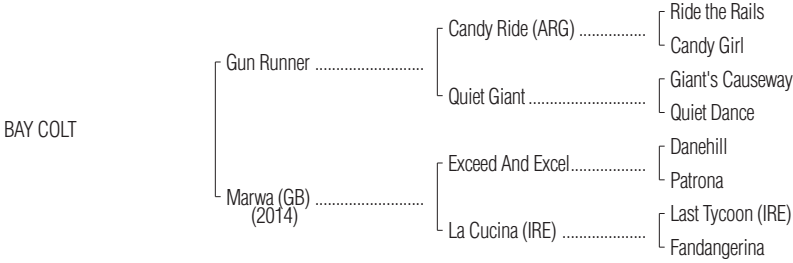 Ride the Rails
Candy Ride (ARG) ................
Candy Girl
Gun Runner ..........................
Giant's Causeway
Quiet Giant ............................
Quiet Dance
BAY COLT
Danehill
Exceed And Excel..................
Patrona
Marwa (GB) ..........................
(2014)
Last Tycoon (IRE)
La Cucina (IRE) ....................
Fandangerina